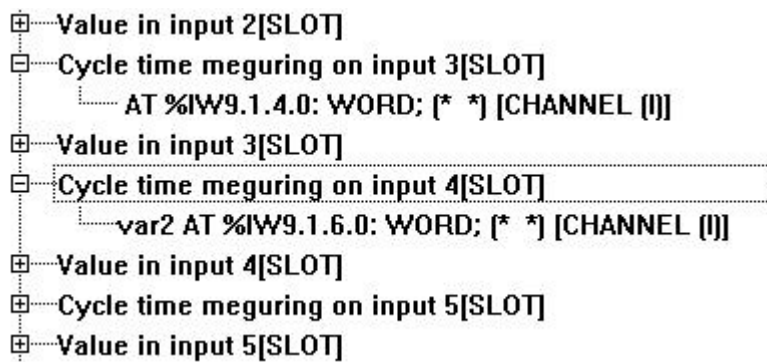 Value in input 2[SLOT]
Cycle time meguring on input 3[SLOT]
AT %IW9.1.4.0: WORD; (* *) [CHANNEL (I)]
Value in input 3[SLOT]
Cycle time meguring on input 4[SLOT]
var2 AT %IW9.1.6.0: WORD; (* *) [CHANNEL (I)]
Value in input 4[SLOT]
Cycle time meguring on input 5[SLOT]
Value in input 5[SLOT]